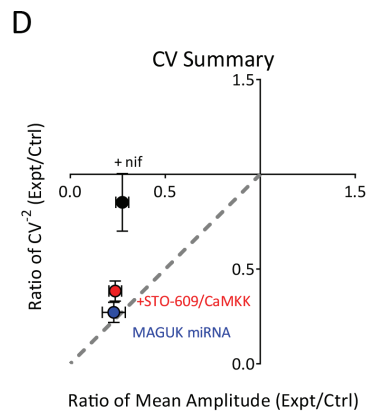 D
CV Summary
1.5
+ nif
0.0 0.5 1.5
Ratio of CV-2 (Expt/Ctrl)
0.5
+STO-609/CaMKK
MAGUK miRNA
0.0
Ratio of Mean Amplitude (Expt/Ctrl)